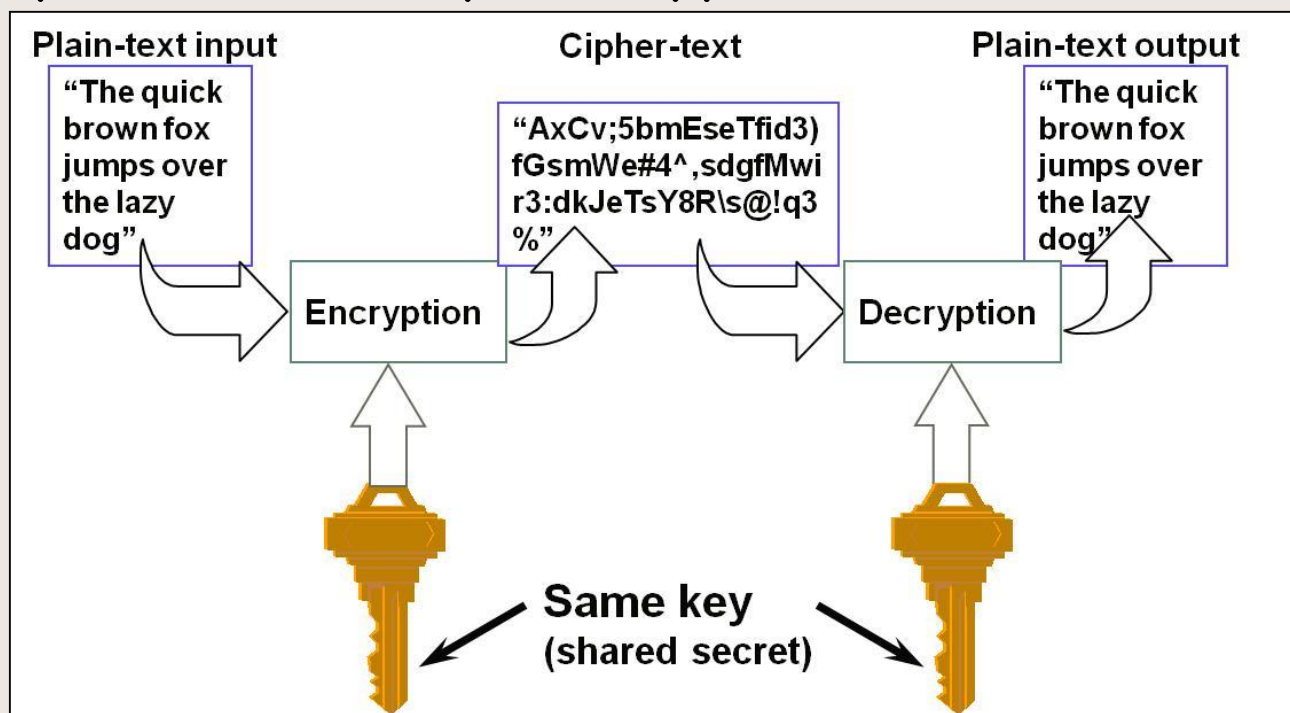 Plain-text input
“The quick
brown fox
jumps over
the lazy
dog”
Encryption
Cipher-text
“AxCv;5bmEseTfid3)
fGsmWe#4^,sdgfMwi
r3:dkJeTsY8R\s@!q3
%”
Decryption
Plain-text output
“The quick
brown fox
jumps over
the lazy
dog”
Same key
(shared secret)